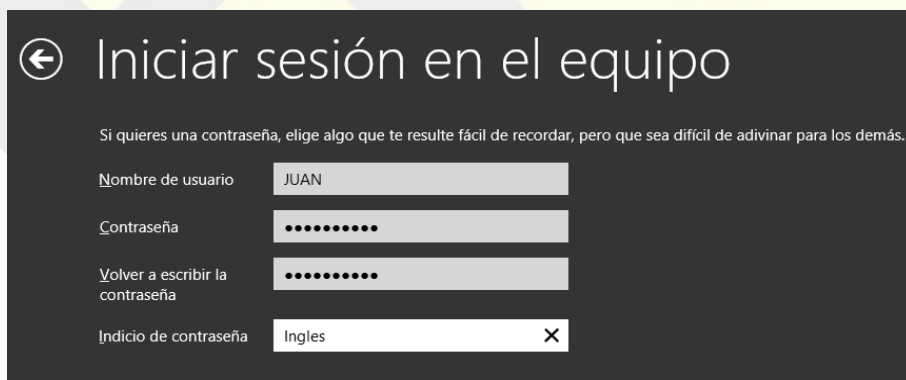 Iniciar sesión en el equipo
Si quieres una contraseña, elige algo que te resulte fácil de recordar, pero que sea difícil de adivinar para los demás.
Nombre de usuario JUAN
Contraseña ●●●●●●●●●●
Volver a escribir la
contraseña ●●●●●●●●●●
Indicio de contraseña Ingles